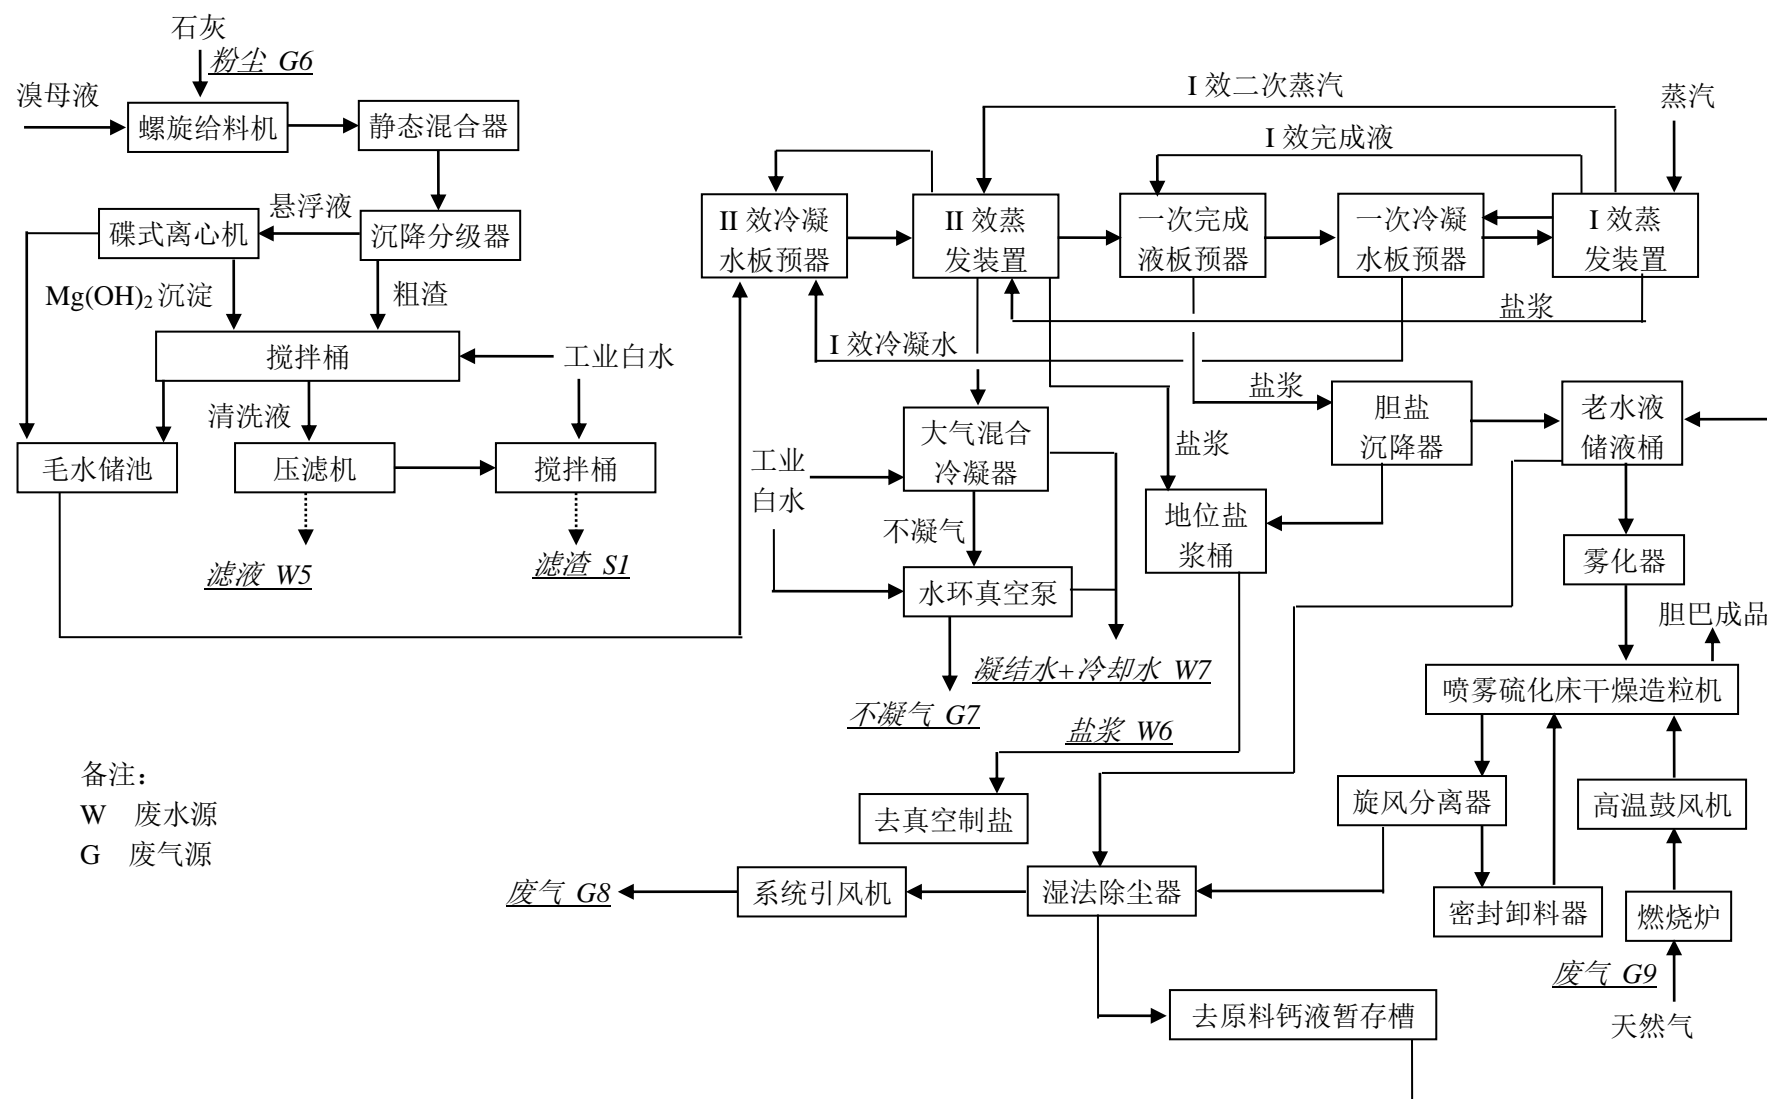 石灰
粉尘 G6
溴母液
螺旋给料机
静态混合器
悬浮液
碟式离心机
沉降分级器
Mg(OH)₂沉淀
粗渣
搅拌桶
工业白水
清洗液
毛水储池
压滤机
搅拌桶
滤液 W5
滤渣 S1
I 效二次蒸汽
蒸汽
I 效完成液
II 效冷凝
水板预器
II 效蒸
发装置
一次完成
液板预器
一次冷凝
水板预器
I 效蒸
发装置
盐浆
I 效冷凝水
盐浆
大气混合
冷凝器
盐浆
胆盐
沉降器
老水液
储液桶
工业
白水
不凝气
地位盐
浆桶
雾化器
水环真空泵
胆巴成品
凝结水+冷却水 W7
喷雾硫化床干燥造粒机
不凝气 G7
盐浆 W6
备注：
W 废水源
G 废气源
去真空制盐
旋风分离器
高温鼓风机
废气 G8
系统引风机
湿法除尘器
密封卸料器
燃烧炉
废气 G9
去原料钙液暂存槽
天然气